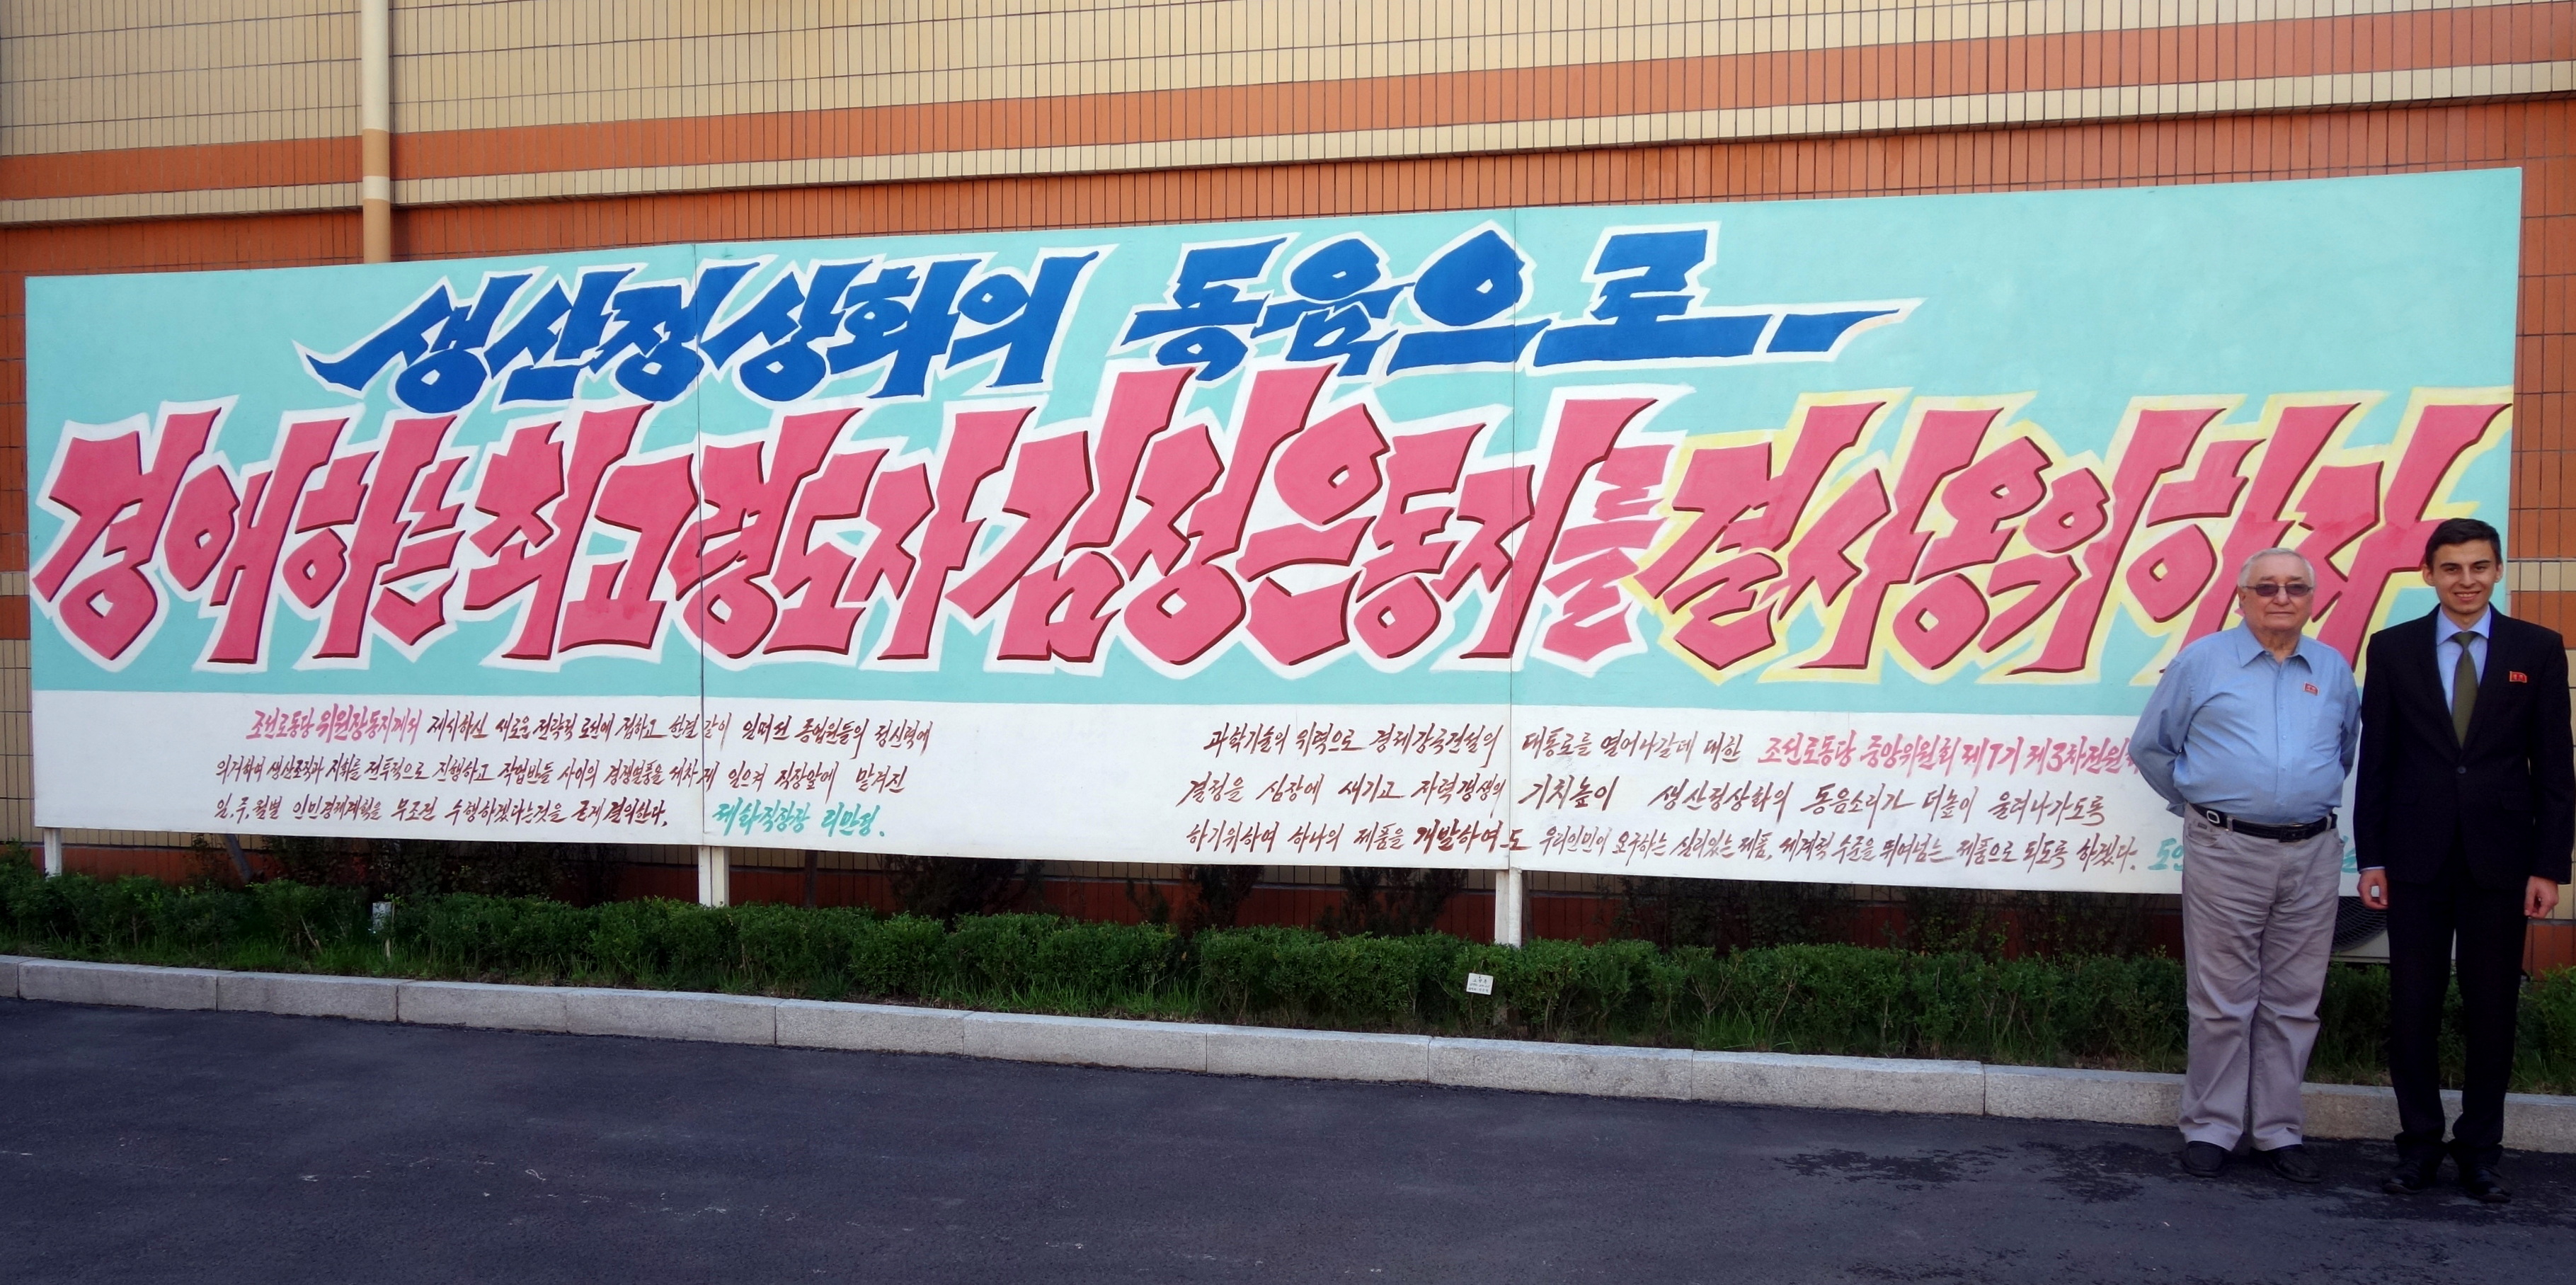 생산정상화의 동음으로
경애하는 최고령도자 김정은동지를 결사옹위하자
조선로동당 위원장동지께서 제시하신 새로운 전략적 로선에 접하고 한결같이 일떠선 종업원들의 정신력에
의거하여 생산조직과 지휘를 전투적으로 진행하고 작업반들 사이의 경쟁열풍을 세차게 일으켜 직장앞에 맡겨진
일,주,월별 인민경제계획을 무조건 수행하겠다는것을 굳게 결의한다.
제화직장장 리만정.
과학기술의 위력으로 경제강국건설의 대통로를 열어나갈데 대한 조선로동당 중앙위원회 제7기 제3차전원
결정을 심장에 새기고 자력갱생의 기치높이 생산정상화의 동음소리가 더높이 울려나가도록
하기위하여 하나의 제품을 개발하여도 우리인민이 요구하는 실리있는 제품, 세계적 수준을 뛰여넘는 제품으로 되도록 하겠다.